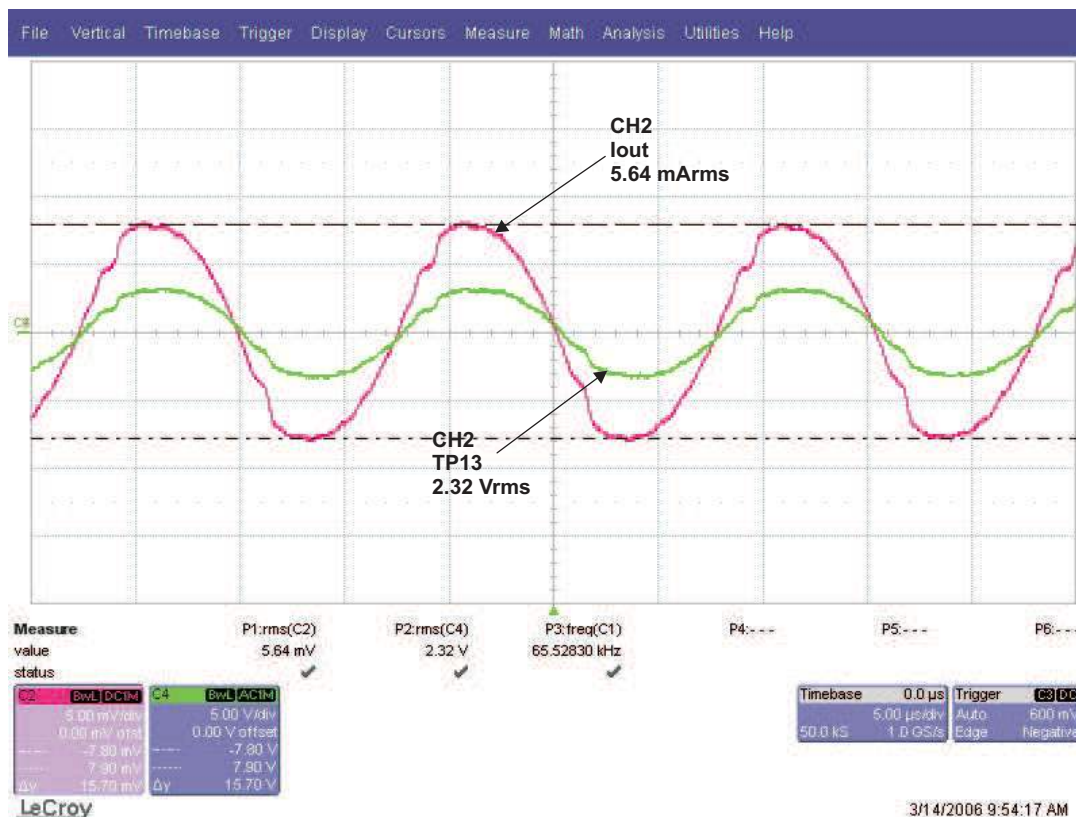 File Vertical Timebase Trigger Display Cursors Measure Math Analysis Utilities Help
CH2
Iout
5.64 mArms
C4
CH2
TP13
2.32 Vrms
Measure P1:rms(C2) P2:rms(C4) P3:freq(C1) P4:- - - P5:- - - P6:- - -
value 5.64 mV 2.32 V 65.52830 kHz
status
C2 BwL DC1M C4 BwL AC1M Timebase 0.0 µs Trigger C3 DC
5.00 mV/div 5.00 V/div 5.00 µs/div Auto 600 mV
0.00 mV ofst 0.00 V offset 50.0 kS 1.0 GS/s Edge Negative
-7.80 mV -7.80 V
7.90 mV 7.90 V
Δy 15.70 mV Δy 15.70 V
LeCroy 3/14/2006 9:54:17 AM